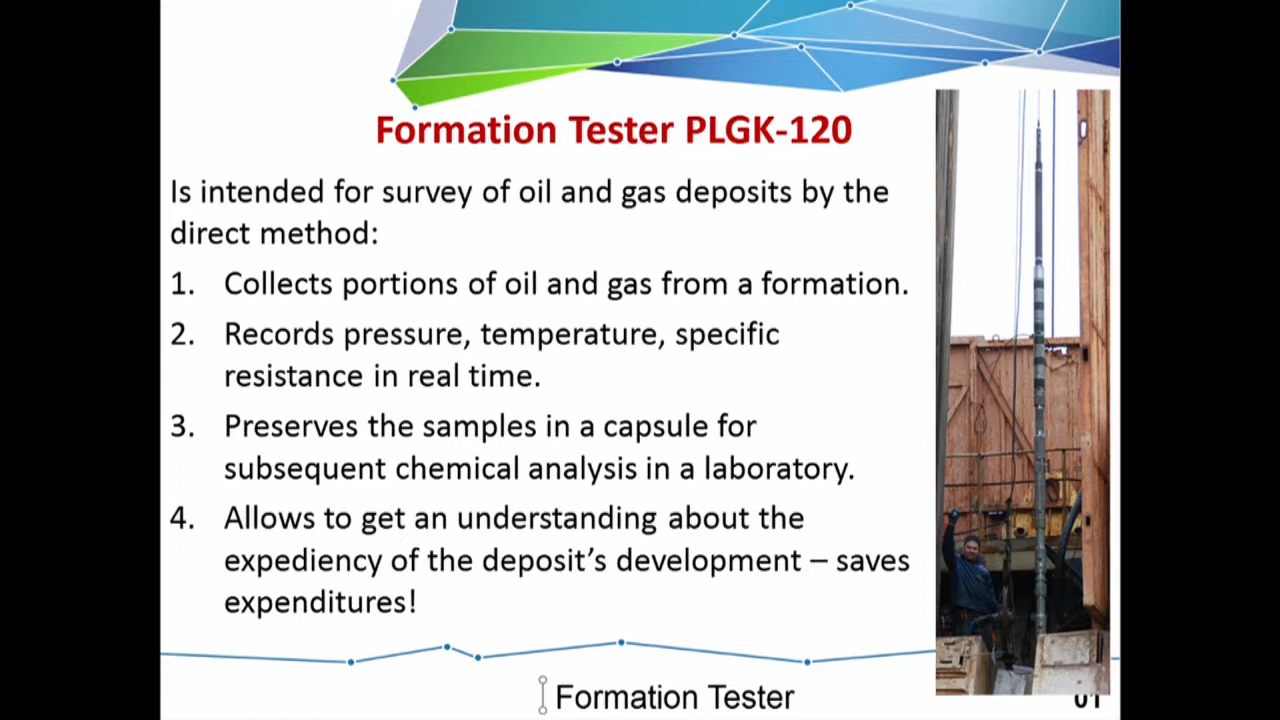 Formation Tester PLGK-120
Is intended for survey of oil and gas deposits by the
direct method:
1. Collects portions of oil and gas from a formation.
2. Records pressure, temperature, specific
resistance in real time.
3. Preserves the samples in a capsule for
subsequent chemical analysis in a laboratory.
4. Allows to get an understanding about the
expediency of the deposit’s development – saves
expenditures!
Formation Tester
01